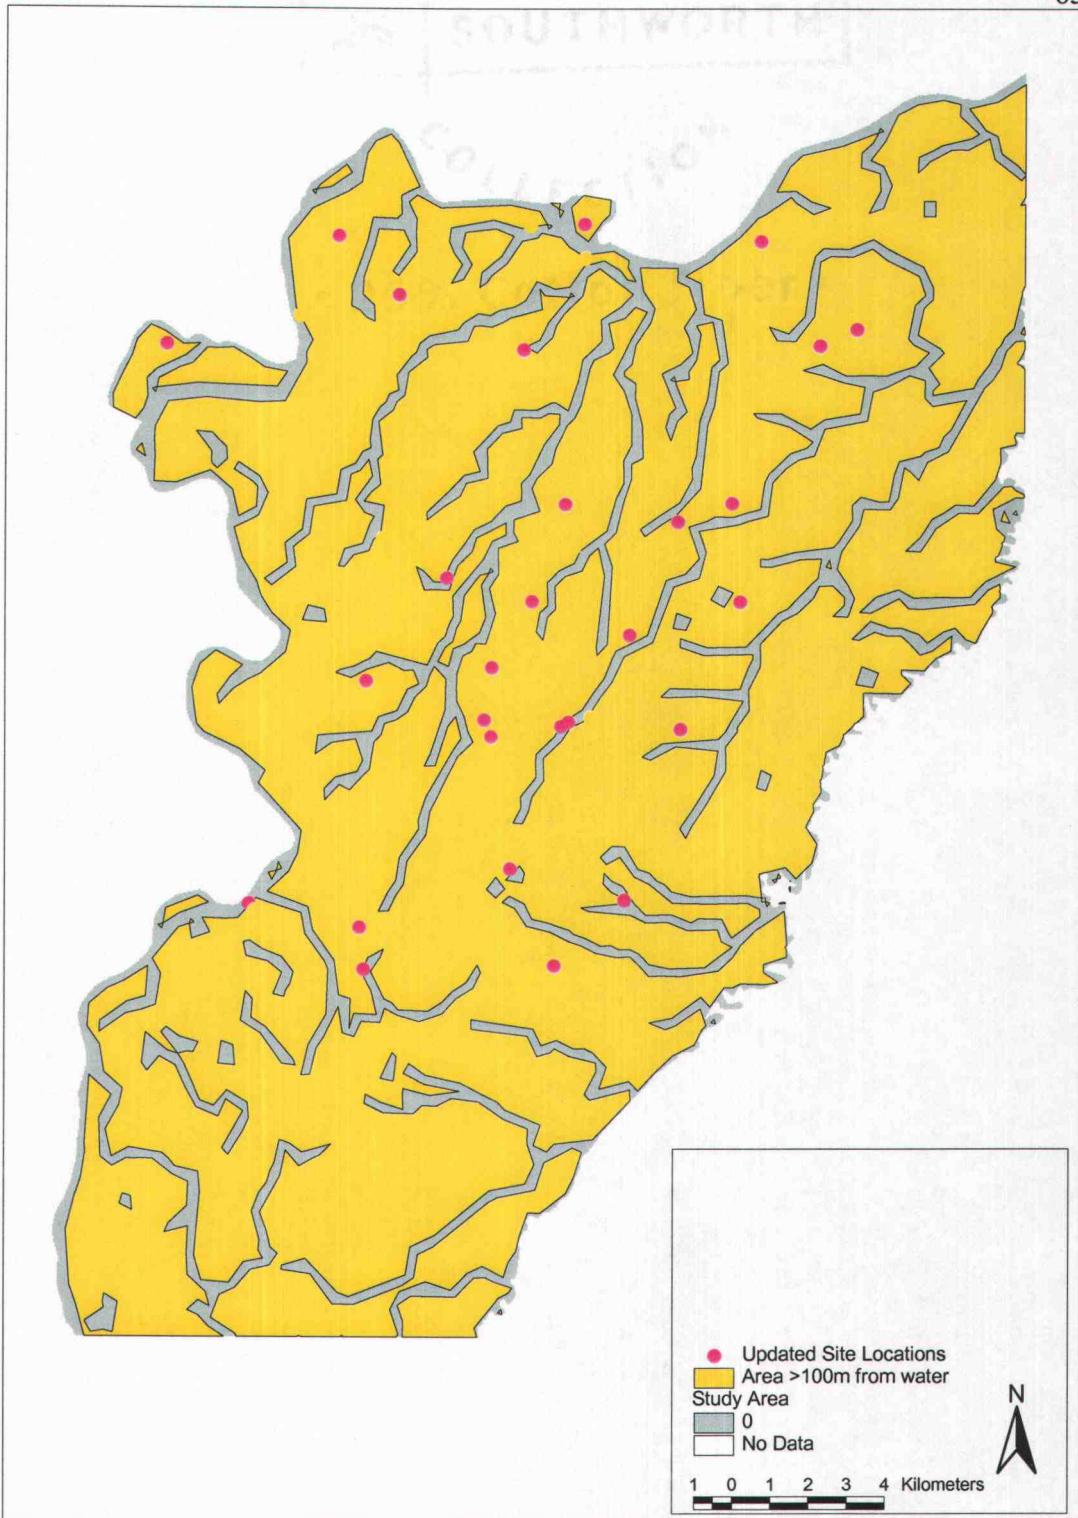 Updated Site Locations
Area >100m from water
Study Area
0
No Data
N
1 0 1 2 3 4 Kilometers